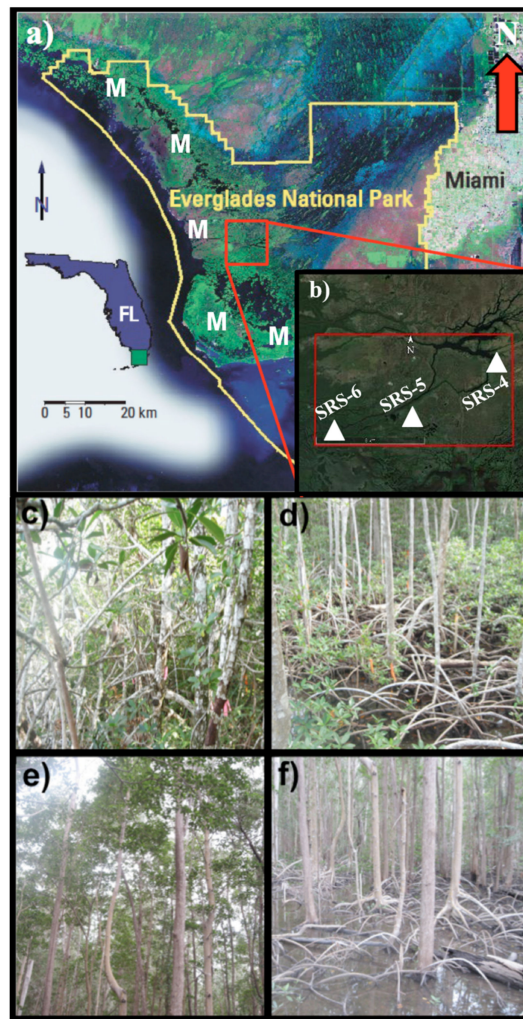 a)
N
M
M
Everglades National Park
Miami
M
N
FL
M
M
b)
N
SRS-6
SRS-5
SRS-4
0 5 10 20 km
c)
d)
e)
f)